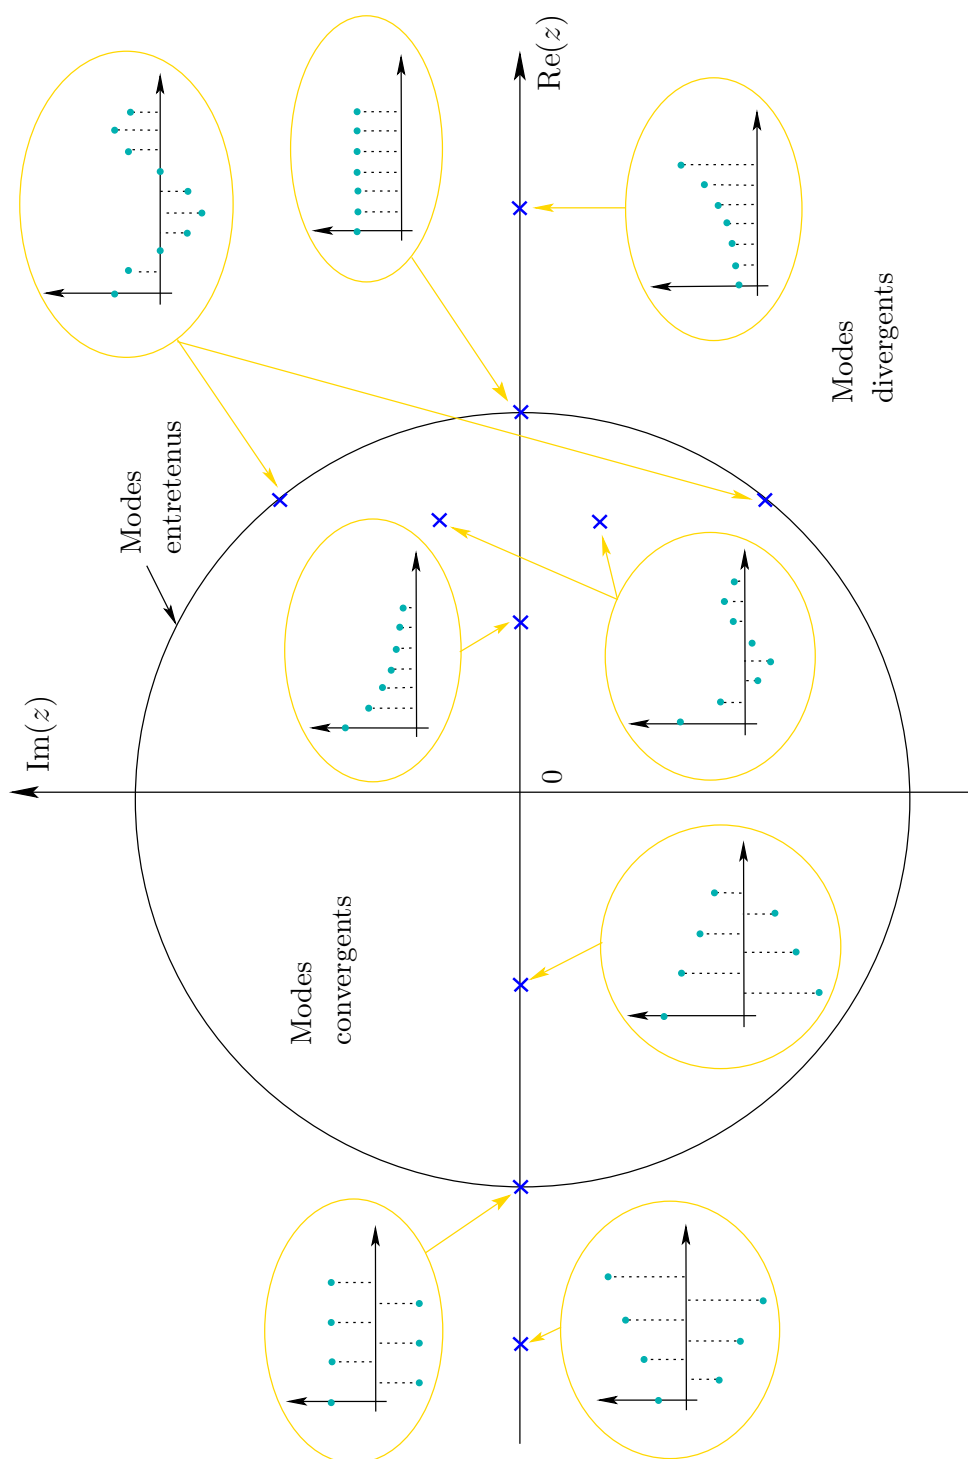 Im(z)
Re(z)
0
Modes
entretenus
Modes
convergents
Modes
divergents